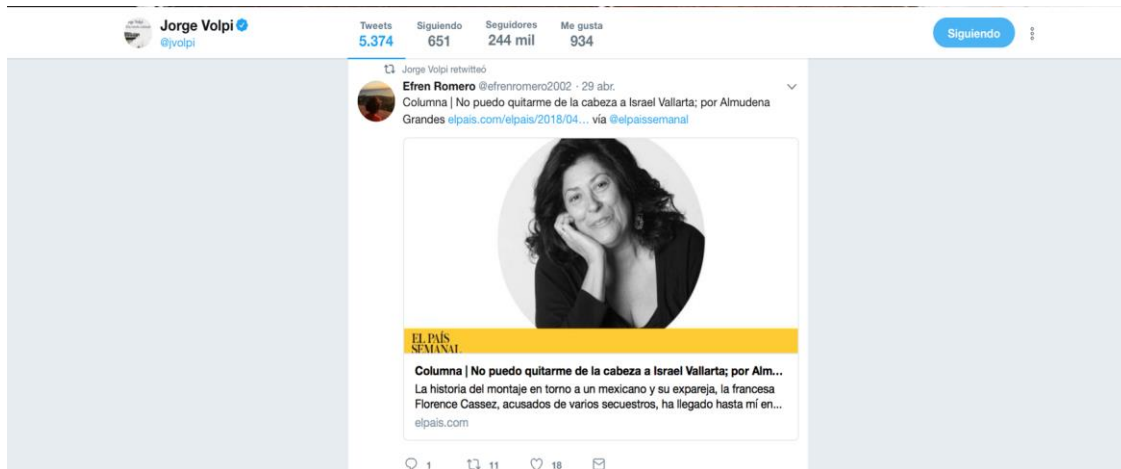 Jorge Volpi
@jvolpi
Tweets
5.374
Siguiendo
651
Seguidores
244 mil
Me gusta
934
Siguiendo
Jorge Volpi retwitteó
Efren Romero @efrenromero2002 · 29 abr.
Columna | No puedo quitarme de la cabeza a Israel Vallarta; por Almudena
Grandes elpais.com/elpais/2018/04… vía @elpaissemanal
EL PAÍS
SEMANAL
Columna | No puedo quitarme de la cabeza a Israel Vallarta; por Alm...
La historia del montaje en torno a un mexicano y su expareja, la francesa
Florence Cassez, acusados de varios secuestros, ha llegado hasta mí en...
elpais.com
1 11 18